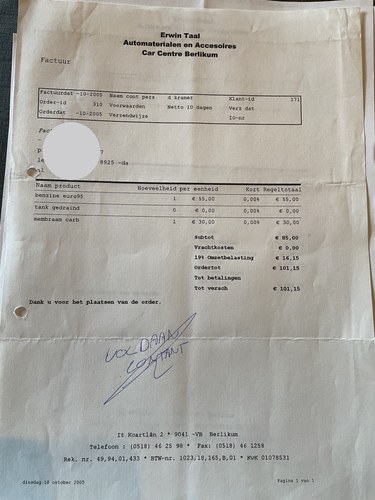 Erwin Taal
Automaterialen en Accesoires
Car Centre Berlikum
Factuur
Factuurdat -10-2005 Naam cont pers d kramer Klant-id 171
Order-id 310 Voorwaarden Netto 10 dagen Verz dat
Orderdat -10-2005 Verzendwijze ID-nr
8925 -da
Naam product Hoeveelheid per eenheid Kort Regeltotaal
benzine euro95 1 € 55,00 0,00% € 55,00
tank gedraind 0 € 0,00 0,00% € 0,00
membraam carb 1 € 30,00 0,00% € 30,00
Subtot € 85,00
Vrachtkosten € 0,00
19% Omzetbelasting € 16,15
Ordertot € 101,15
Tot betalingen
Tot versch € 101,15
Dank u voor het plaatsen van de order.
VOLDAAN
CONTANT
It Koartlân 2 * 9041 -VB Berlikum
Telefoon : (0518) 46 25 98 * Fax: (0518) 46 1258
Rek. nr. 49,94,01,433 * BTW-nr. 1023,18,165,B,01 * KvK 01078531
dinsdag 18 oktober 2005 Pagina 1 van 1